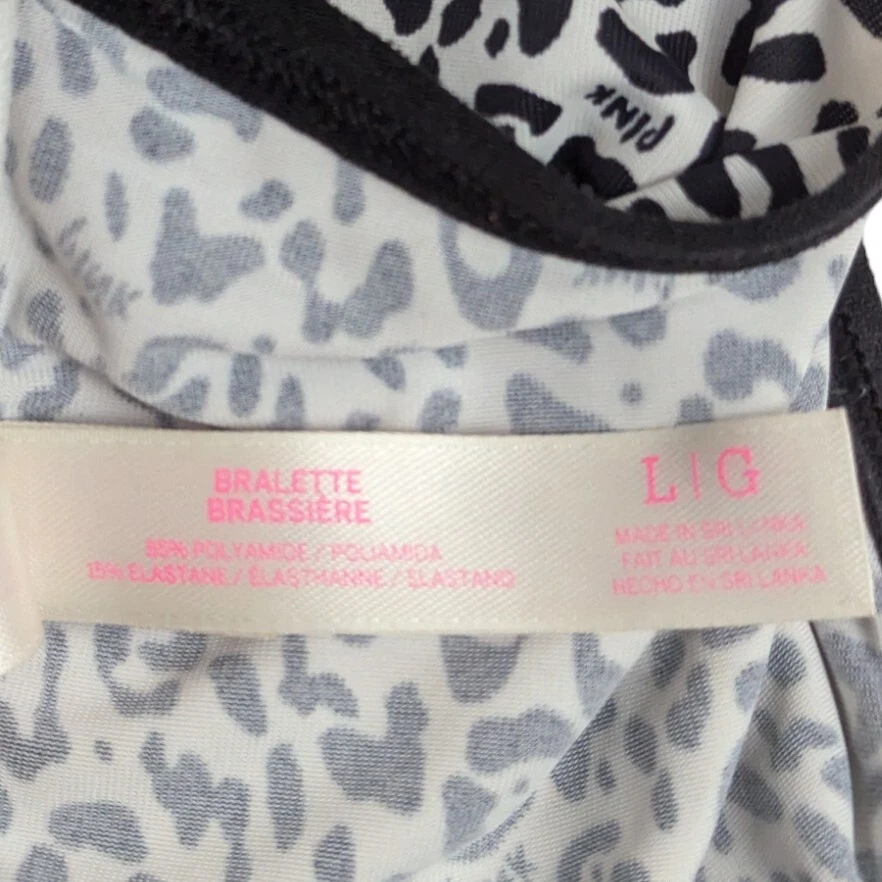 PINK
PINK
BRALETTE
BRASSIÈRE
85% POLYAMIDE / POLIAMIDA
15% ELASTANE / ÉLASTHANNE / ELASTANO
L | G
MADE IN SRI LANKA
FAIT AU SRI LANKA
HECHO EN SRI LANKA